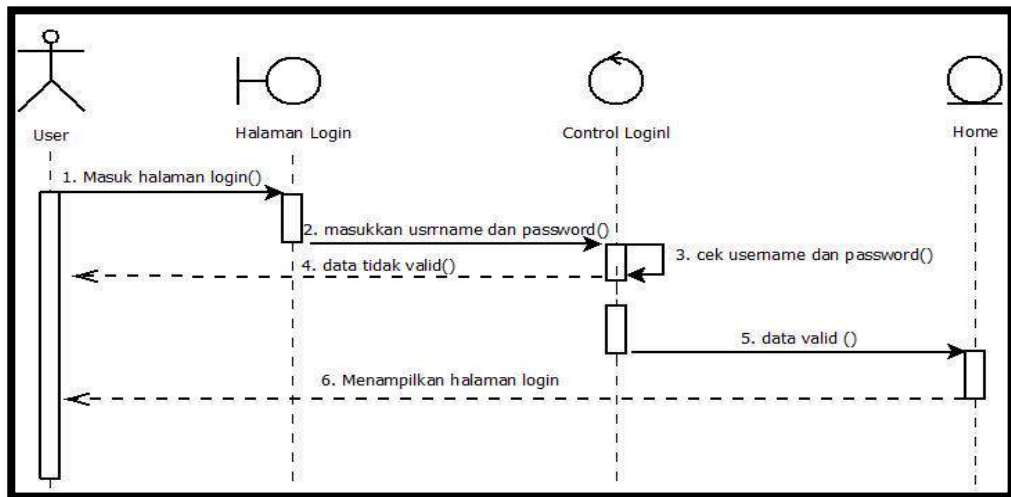 User
Halaman Login
Control Loginl
Home
1. Masuk halaman login()
2. masukkan usrrname dan password()
3. cek username dan password()
4. data tidak valid()
5. data valid ()
6. Menampilkan halaman login